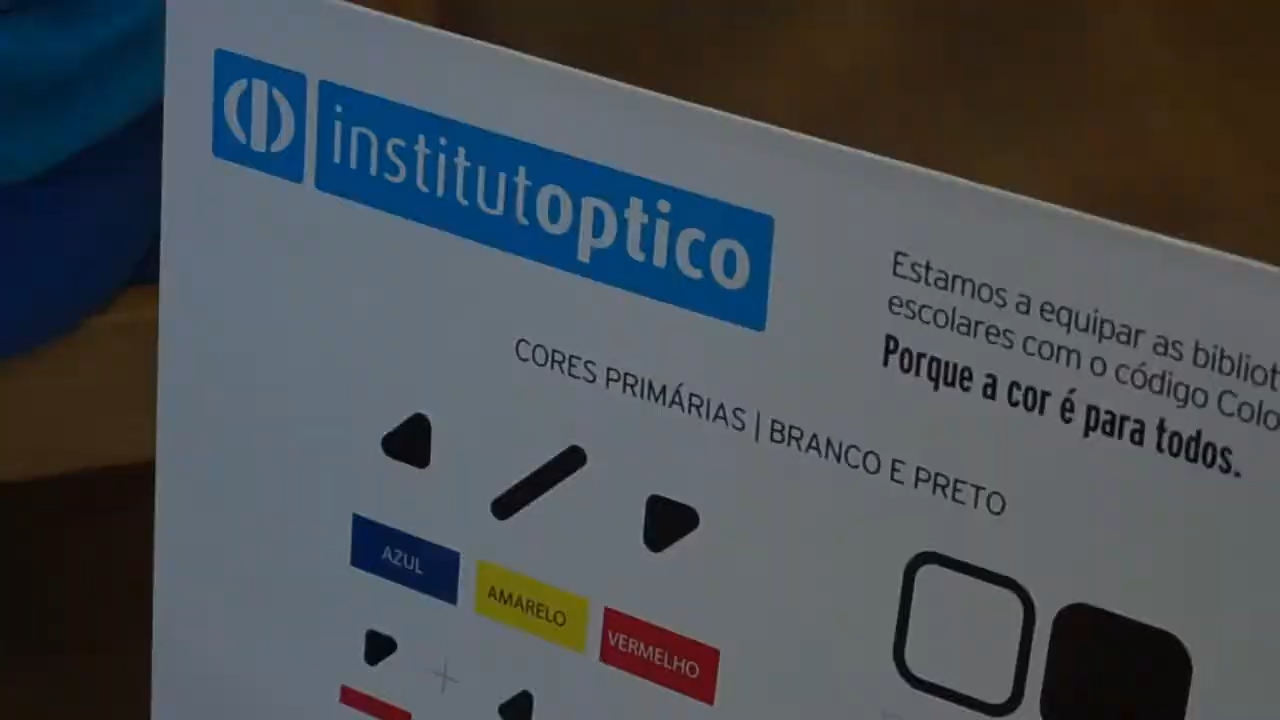 institutoptico
Estamos a equipar as
escolares com o código
Porque a cor é para todos.
CORES PRIMÁRIAS | BRANCO E PRETO
AZUL
AMARELO
VERMELHO